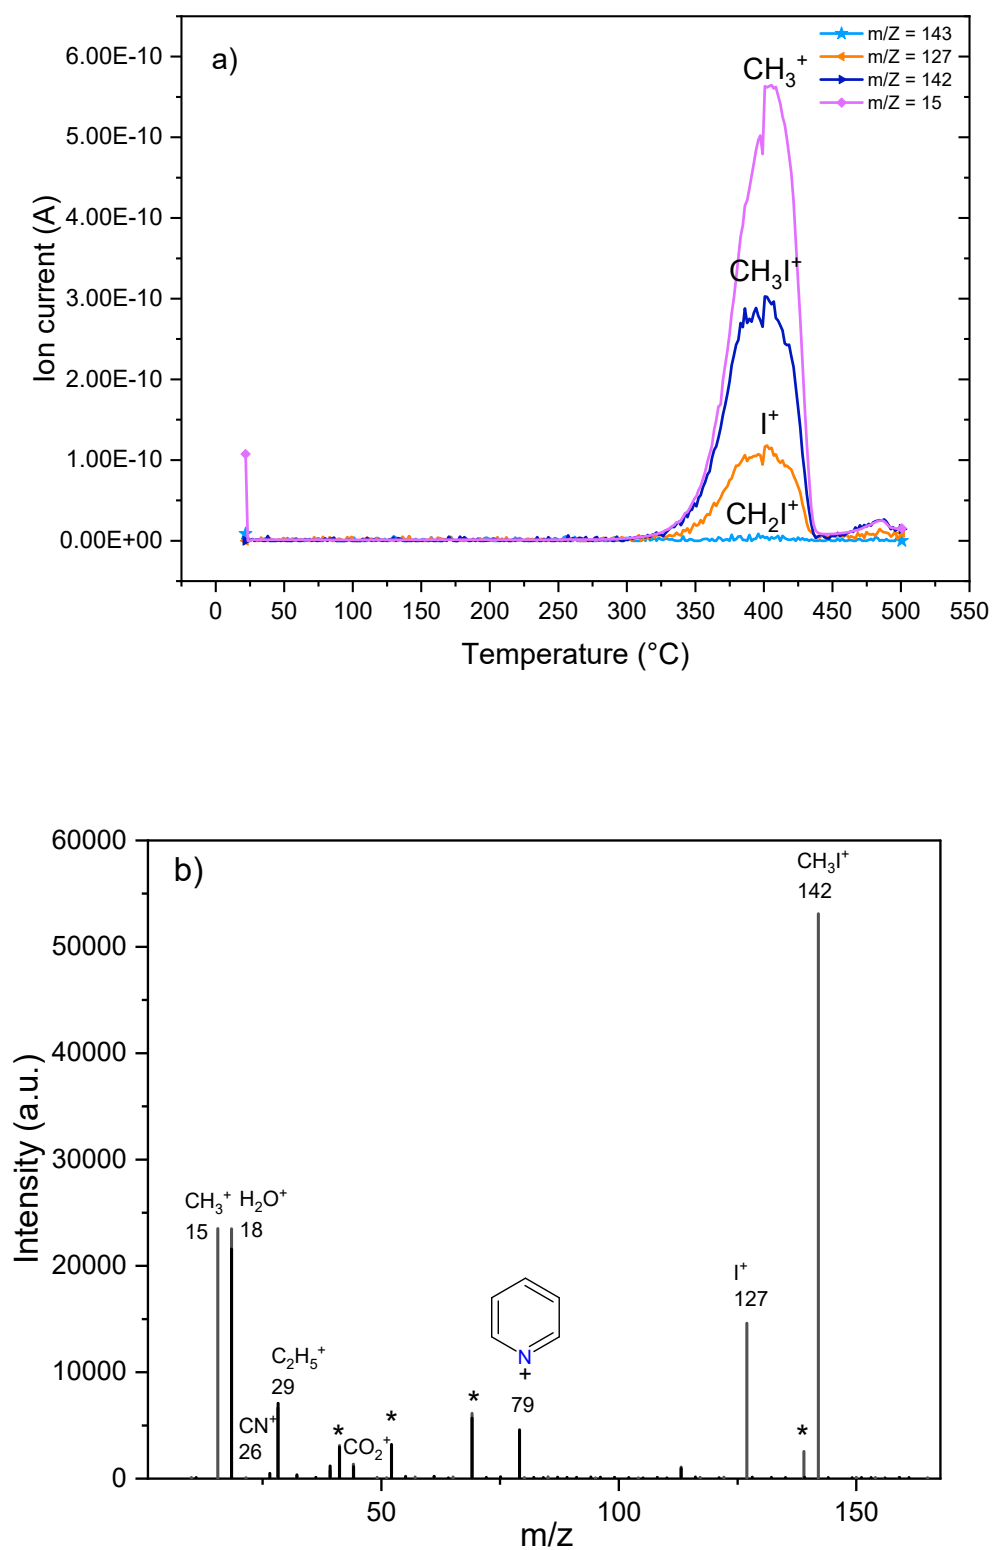 a)
m/Z = 143
m/Z = 127
m/Z = 142
m/Z = 15
CH₃⁺
CH₃I⁺
I⁺
CH₂I⁺
6.00E-10
5.00E-10
4.00E-10
3.00E-10
2.00E-10
1.00E-10
0.00E+00
Ion current (A)
0 50 100 150 200 250 300 350 400 450 500 550
Temperature (°C)
b)
60000
50000
40000
30000
20000
10000
0
Intensity (a.u.)
CH₃I⁺
142
CH₃⁺ H₂O⁺
15 18
I⁺
127
C₂H₅⁺
29
N
+
79
CN⁺
26
CO₂⁺
* * * *
50 100 150
m/z